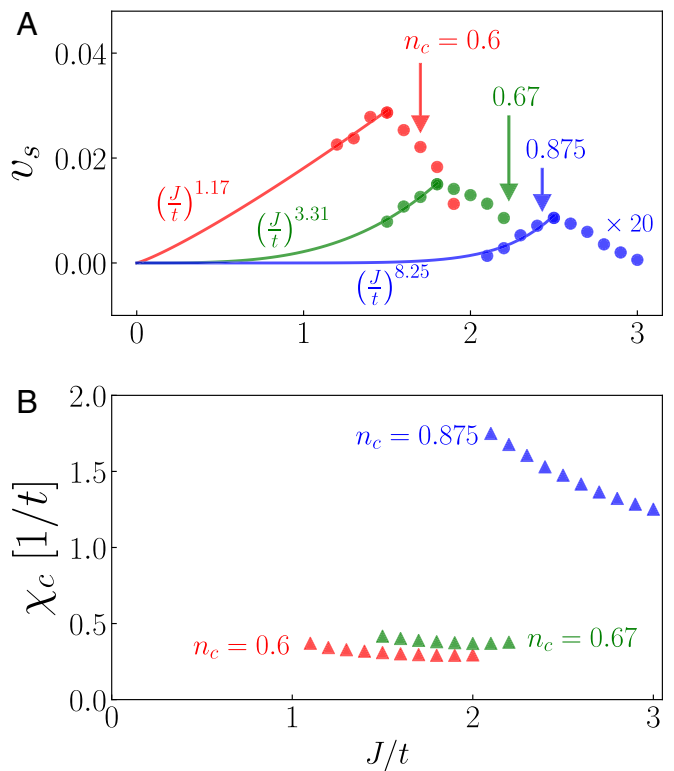 A
n_c = 0.6
0.04
0.67
0.875
0.02
v_s
(J/t)^{1.17}
(J/t)^{3.31}
× 20
0.00
(J/t)^{8.25}
0 1 2 3
B
2.0
n_c = 0.875
1.5
χ_c [1/t]
1.0
0.5
n_c = 0.6
n_c = 0.67
0.0
0 1 2 3
J/t